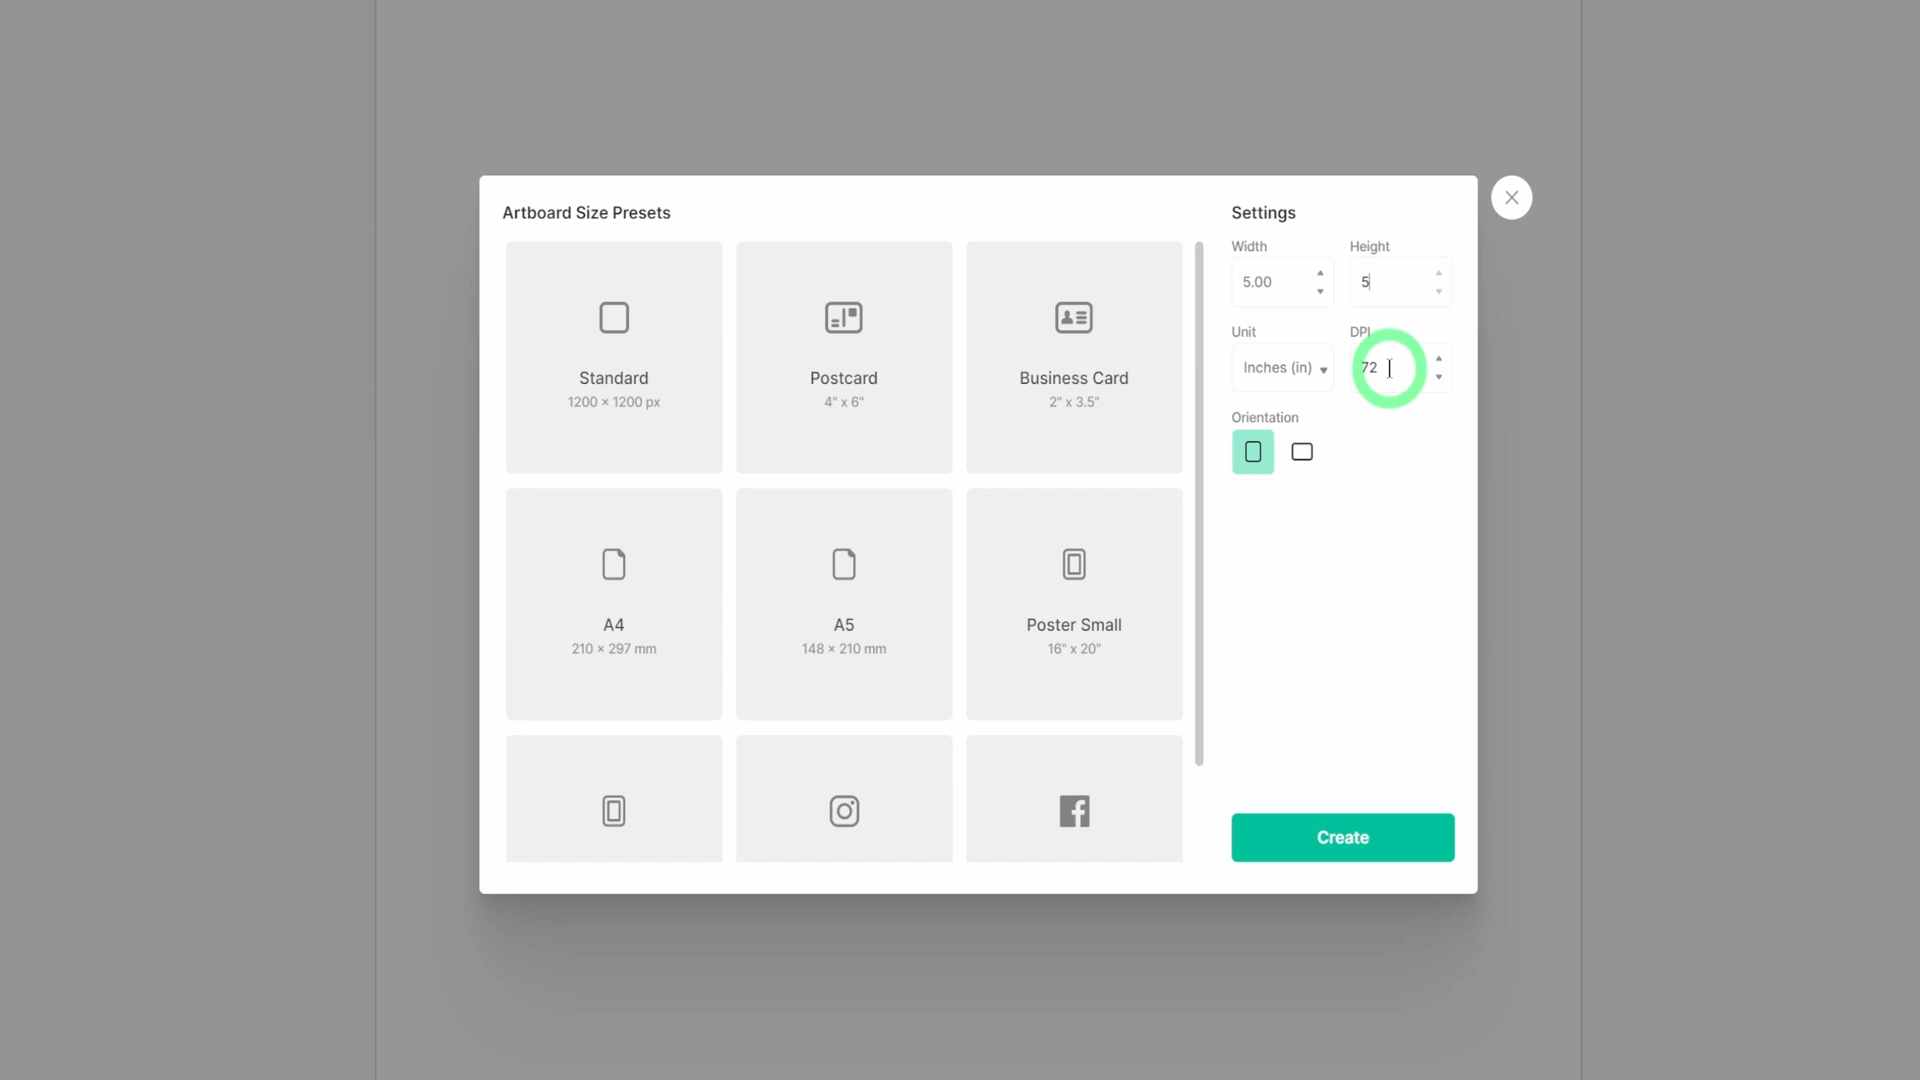 Artboard Size Presets
Standard
1200 × 1200 px
Postcard
4" x 6"
Business Card
2" x 3.5"
A4
210 × 297 mm
A5
148 × 210 mm
Poster Small
16" x 20"
Settings
Width
Height
5.00
5
Unit
DPI
Inches (in)
72
Orientation
Create